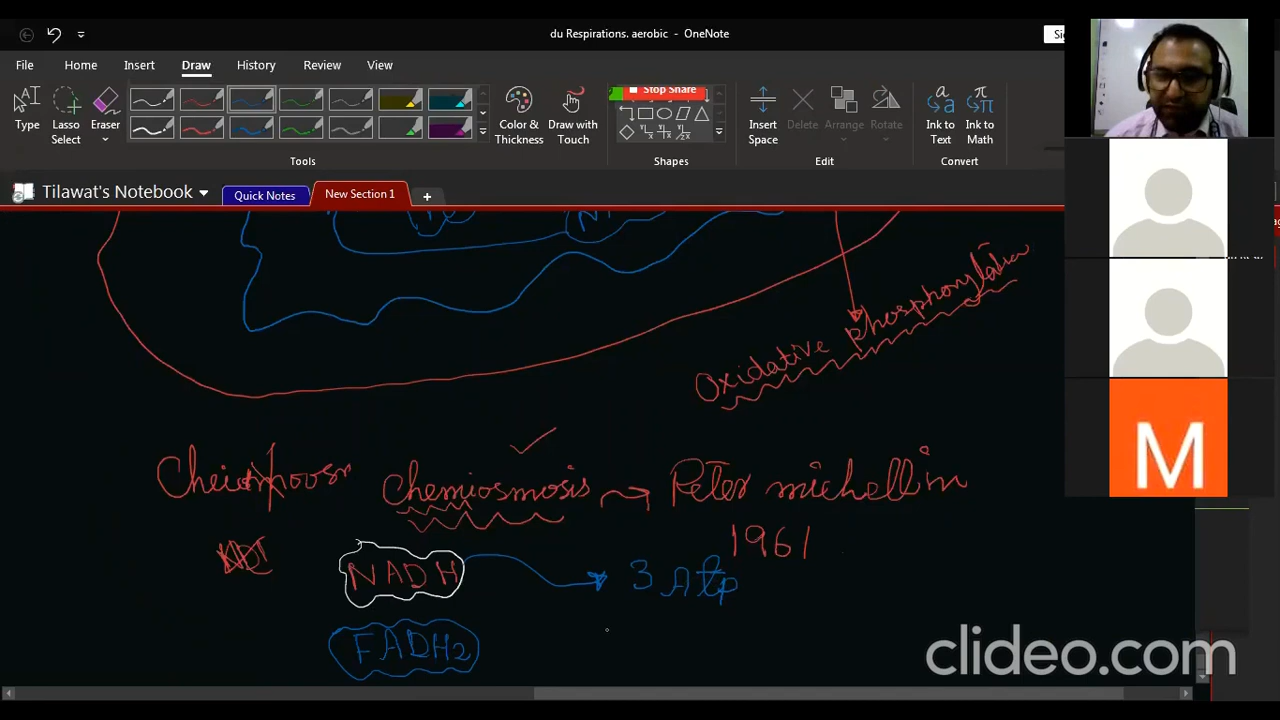 du Respirations. aerobic - OneNote
File Home Insert Draw History Review View
Stop Share
Type
Lasso Select
Eraser
Color & Thickness
Draw with Touch
Insert Space
Delete
Arrange
Rotate
Ink to Text
Ink to Math
Tools
Shapes
Edit
Convert
Tilawat's Notebook
Quick Notes
New Section 1
Oxidative phosphorylation
Chemiosmosis → Peter michellin
1961
NADH → 3 Atp
FADH2
M
clideo.com